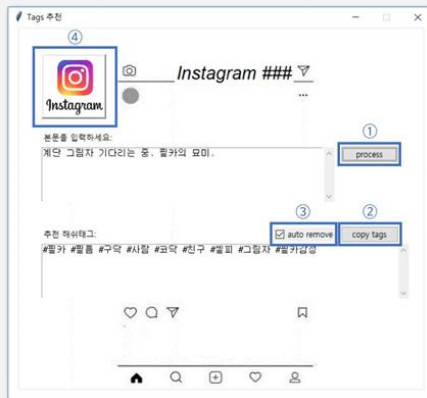 Tags 추천
④
Instagram ###
Instagram
본문을 입력하세요:
①
계단 그림자 기다리는 중. 필카의 묘미.
process
③
②
추천 해쉬태그:
auto remove
copy tags
#필카 #필름 #구닥 #사람 #코닥 #친구 #빌피 #그림자 #필카감성